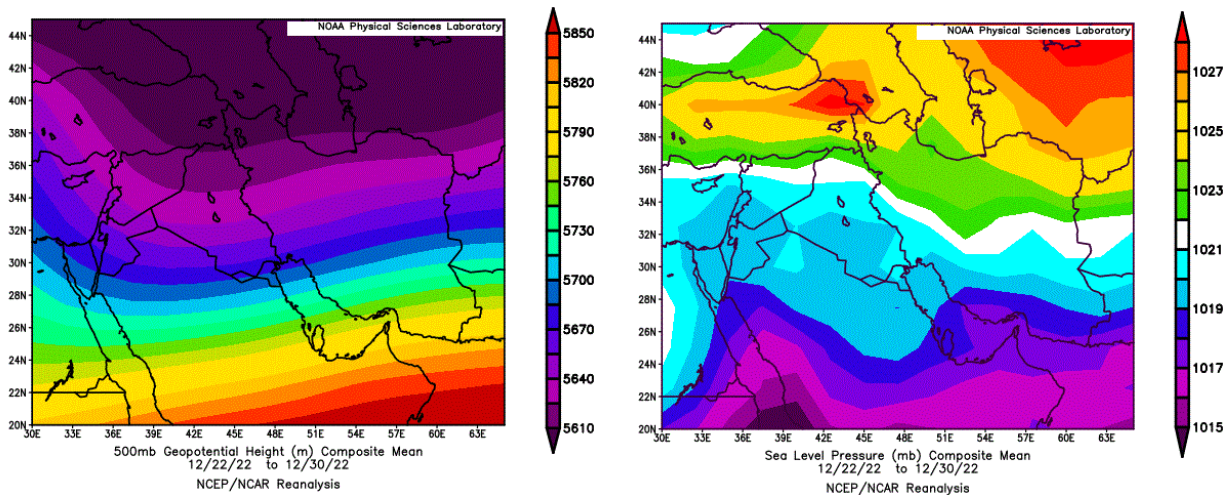 NOAA Physical Sciences Laboratory
44N
42N
40N
38N
36N
34N
32N
30N
28N
26N
24N
22N
20N
30E 33E 36E 39E 42E 45E 48E 51E 54E 57E 60E 63E
5850
5820
5790
5760
5730
5700
5670
5640
5610
500mb Geopotential Height (m) Composite Mean
12/22/22 to 12/30/22
NCEP/NCAR Reanalysis
NOAA Physical Sciences Laboratory
44N
42N
40N
38N
36N
34N
32N
30N
28N
26N
24N
22N
20N
30E 33E 36E 39E 42E 45E 48E 51E 54E 57E 60E 63E
1027
1025
1023
1021
1019
1017
1015
Sea Level Pressure (mb) Composite Mean
12/22/22 to 12/30/22
NCEP/NCAR Reanalysis